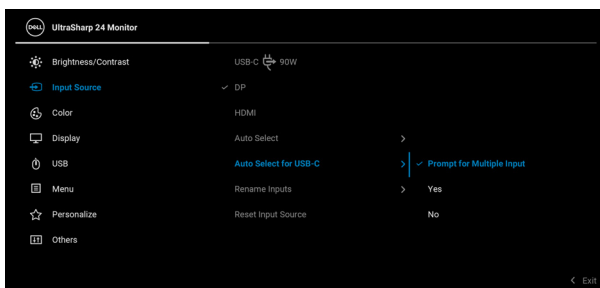 DELL UltraSharp 24 Monitor
Brightness/Contrast
USB-C 90W
Input Source
DP
Color
HDMI
Display
Auto Select
USB
Auto Select for USB-C
Prompt for Multiple Input
Menu
Rename Inputs
Yes
Personalize
Reset Input Source
No
Others
Exit